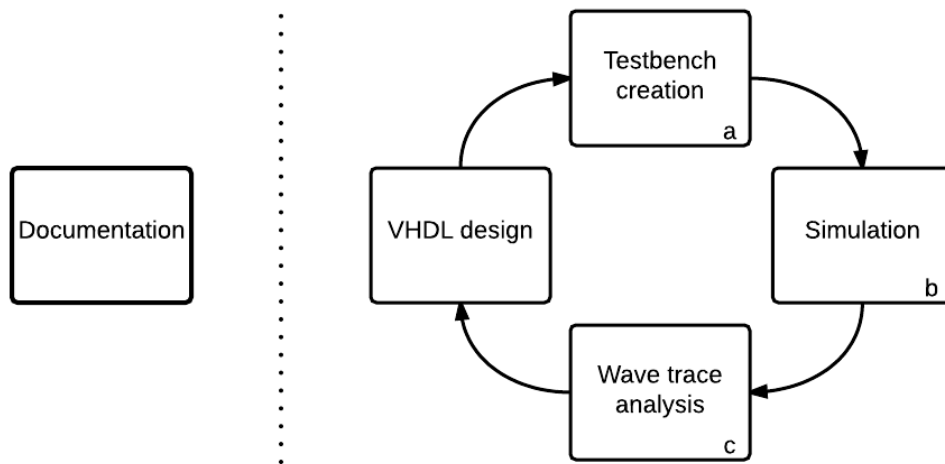 Testbench
creation
a
Documentation
VHDL design
Simulation
b
Wave trace
analysis
c